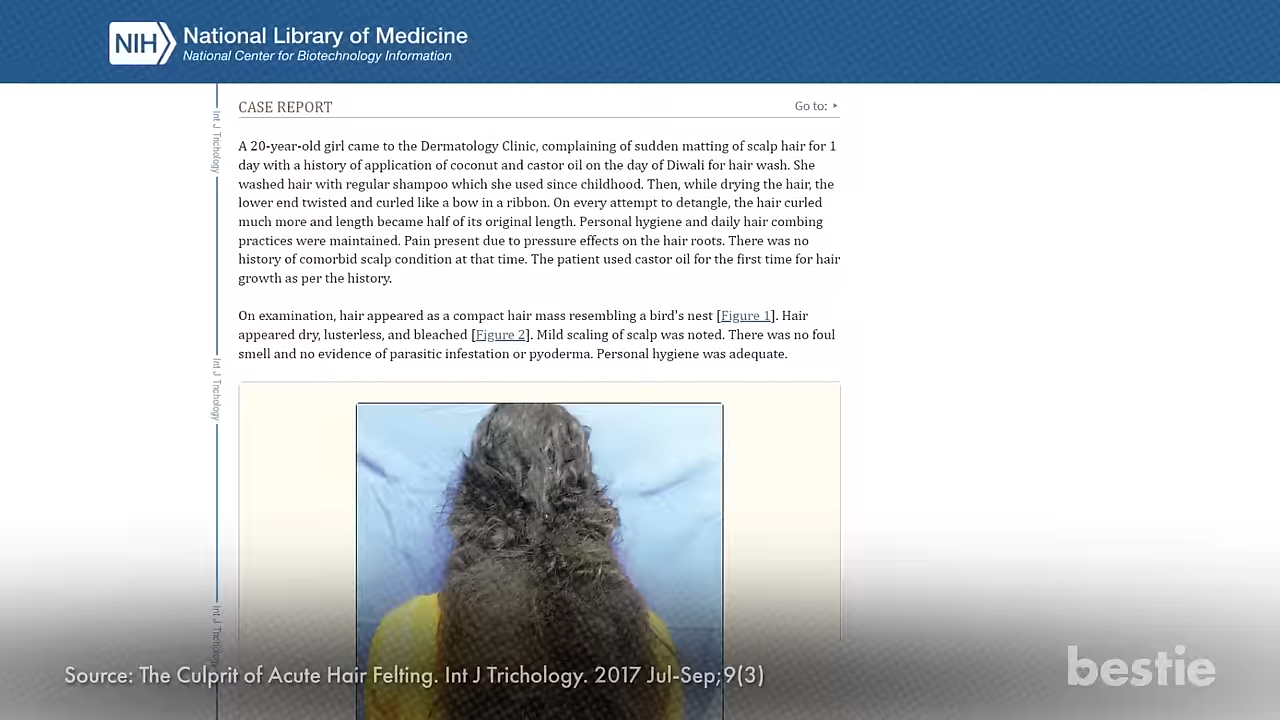 NIH National Library of Medicine
National Center for Biotechnology Information
CASE REPORT
Go to:
A 20-year-old girl came to the Dermatology Clinic, complaining of sudden matting of scalp hair for 1
day with a history of application of coconut and castor oil on the day of Diwali for hair wash. She
washed hair with regular shampoo which she used since childhood. Then, while drying the hair, the
lower end twisted and curled like a bow in a ribbon. On every attempt to detangle, the hair curled
much more and length became half of its original length. Personal hygiene and daily hair combing
practices were maintained. Pain present due to pressure effects on the hair roots. There was no
history of comorbid scalp condition at that time. The patient used castor oil for the first time for hair
growth as per the history.
On examination, hair appeared as a compact hair mass resembling a bird's nest [Figure 1]. Hair
appeared dry, lusterless, and bleached [Figure 2]. Mild scaling of scalp was noted. There was no foul
smell and no evidence of parasitic infestation or pyoderma. Personal hygiene was adequate.
Int J Trichology
Int J Trichology
Int J Trichology
Source: The Culprit of Acute Hair Felting. Int J Trichology. 2017 Jul-Sep;9(3)
bestie